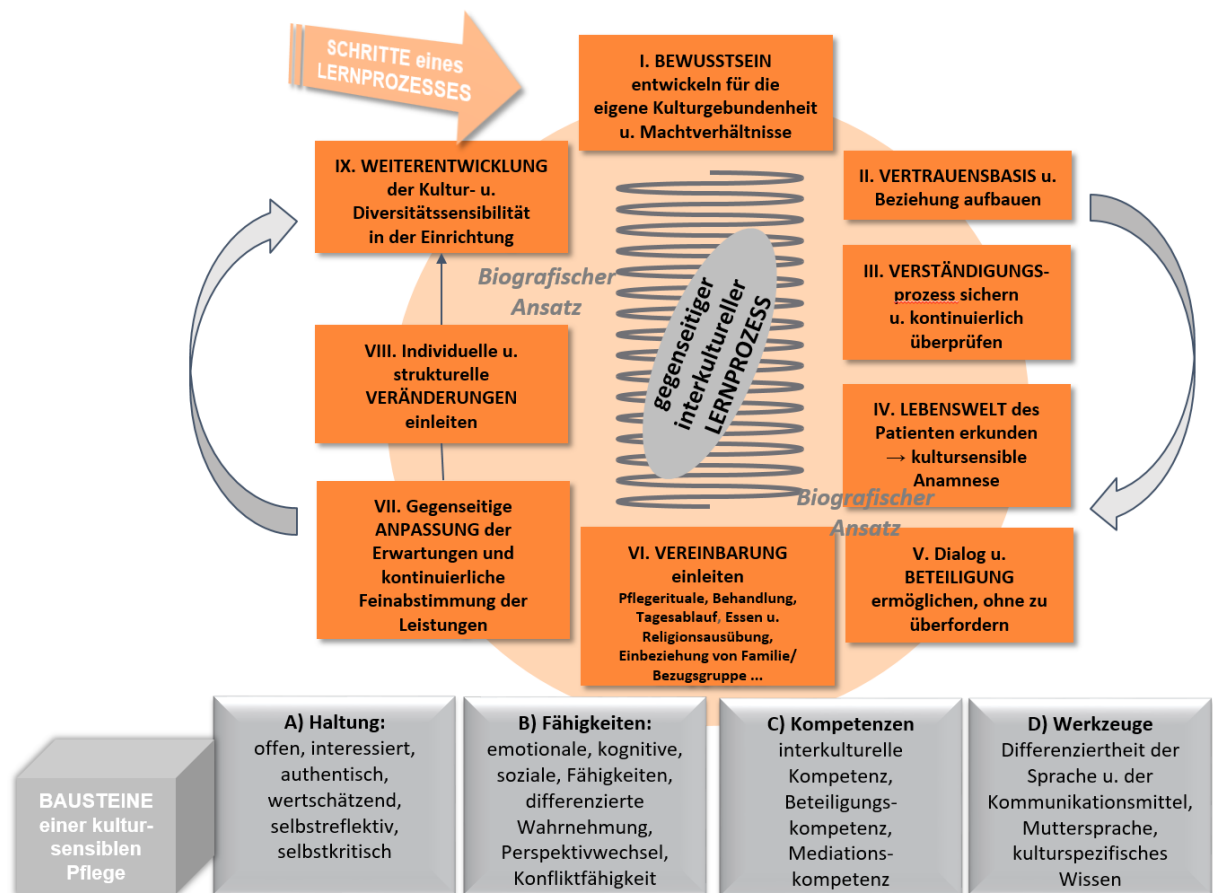 SCHRITTE eines
LERNPROZESSES
I. BEWUSSTSEIN
entwickeln für die
eigene Kulturgebundenheit
u. Machtverhältnisse
II. VERTRAUENSBASIS u.
Beziehung aufbauen
III. VERSTÄNDIGUNGS-
prozess sichern
u. kontinuierlich
überprüfen
IV. LEBENSWELT des
Patienten erkunden
→ kultursensible
Anamnese
V. Dialog u.
BETEILIGUNG
ermöglichen, ohne zu
überfordern
VI. VEREINBARUNG
einleiten
Pflegerituale, Behandlung,
Tagesablauf, Essen u.
Religionsausübung,
Einbeziehung von Familie/
Bezugsgruppe ...
VII. Gegenseitige
ANPASSUNG der
Erwartungen und
kontinuierliche
Feinabstimmung der
Leistungen
VIII. Individuelle u.
strukturelle
VERÄNDERUNGEN
einleiten
IX. WEITERENTWICKLUNG
der Kultur- u.
Diversitätssensibilität
in der Einrichtung
Biografischer
Ansatz
gegenseitiger
interkultureller
LERNPROZESS
Biografischer
Ansatz
BAUSTEINE
einer kultur-
sensiblen
Pflege
A) Haltung:
offen, interessiert,
authentisch,
wertschätzend,
selbstreflektiv,
selbstkritisch
B) Fähigkeiten:
emotionale, kognitive,
soziale, Fähigkeiten,
differenzierte
Wahrnehmung,
Perspektivwechsel,
Konfliktfähigkeit
C) Kompetenzen
interkulturelle
Kompetenz,
Beteiligungs-
kompetenz,
Mediations-
kompetenz
D) Werkzeuge
Differenziertheit der
Sprache u. der
Kommunikationsmittel,
Muttersprache,
kulturspezifisches
Wissen